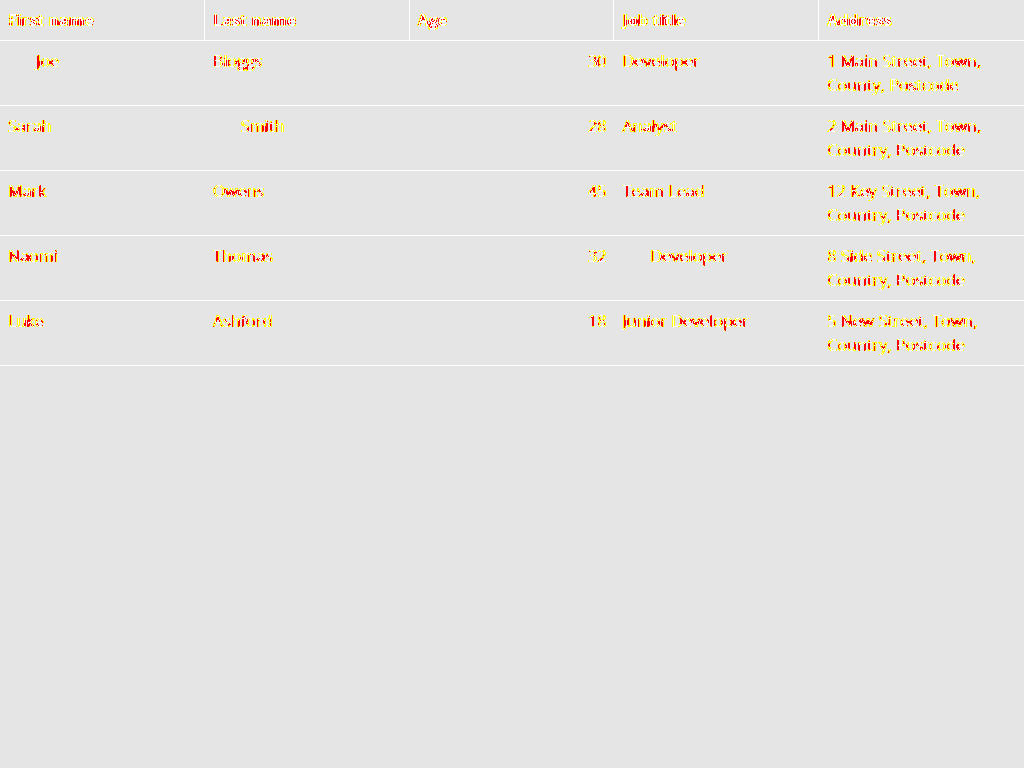 First name Last name Age Job title Address
Joe Bloggs 30 Developer 1 Main Street, Town,
County, Postcode
Sarah Smith 28 Analyst 2 Main Street, Town,
Country, Postcode
Mark Owens 45 Team Lead 12 Key Street, Town,
Country, Postcode
Naomi Thomas 32 Developer 8 Side Street, Town,
Country, Postcode
Luke Ashford 18 Junior Developer 5 New Street, Town,
Country, Postcode